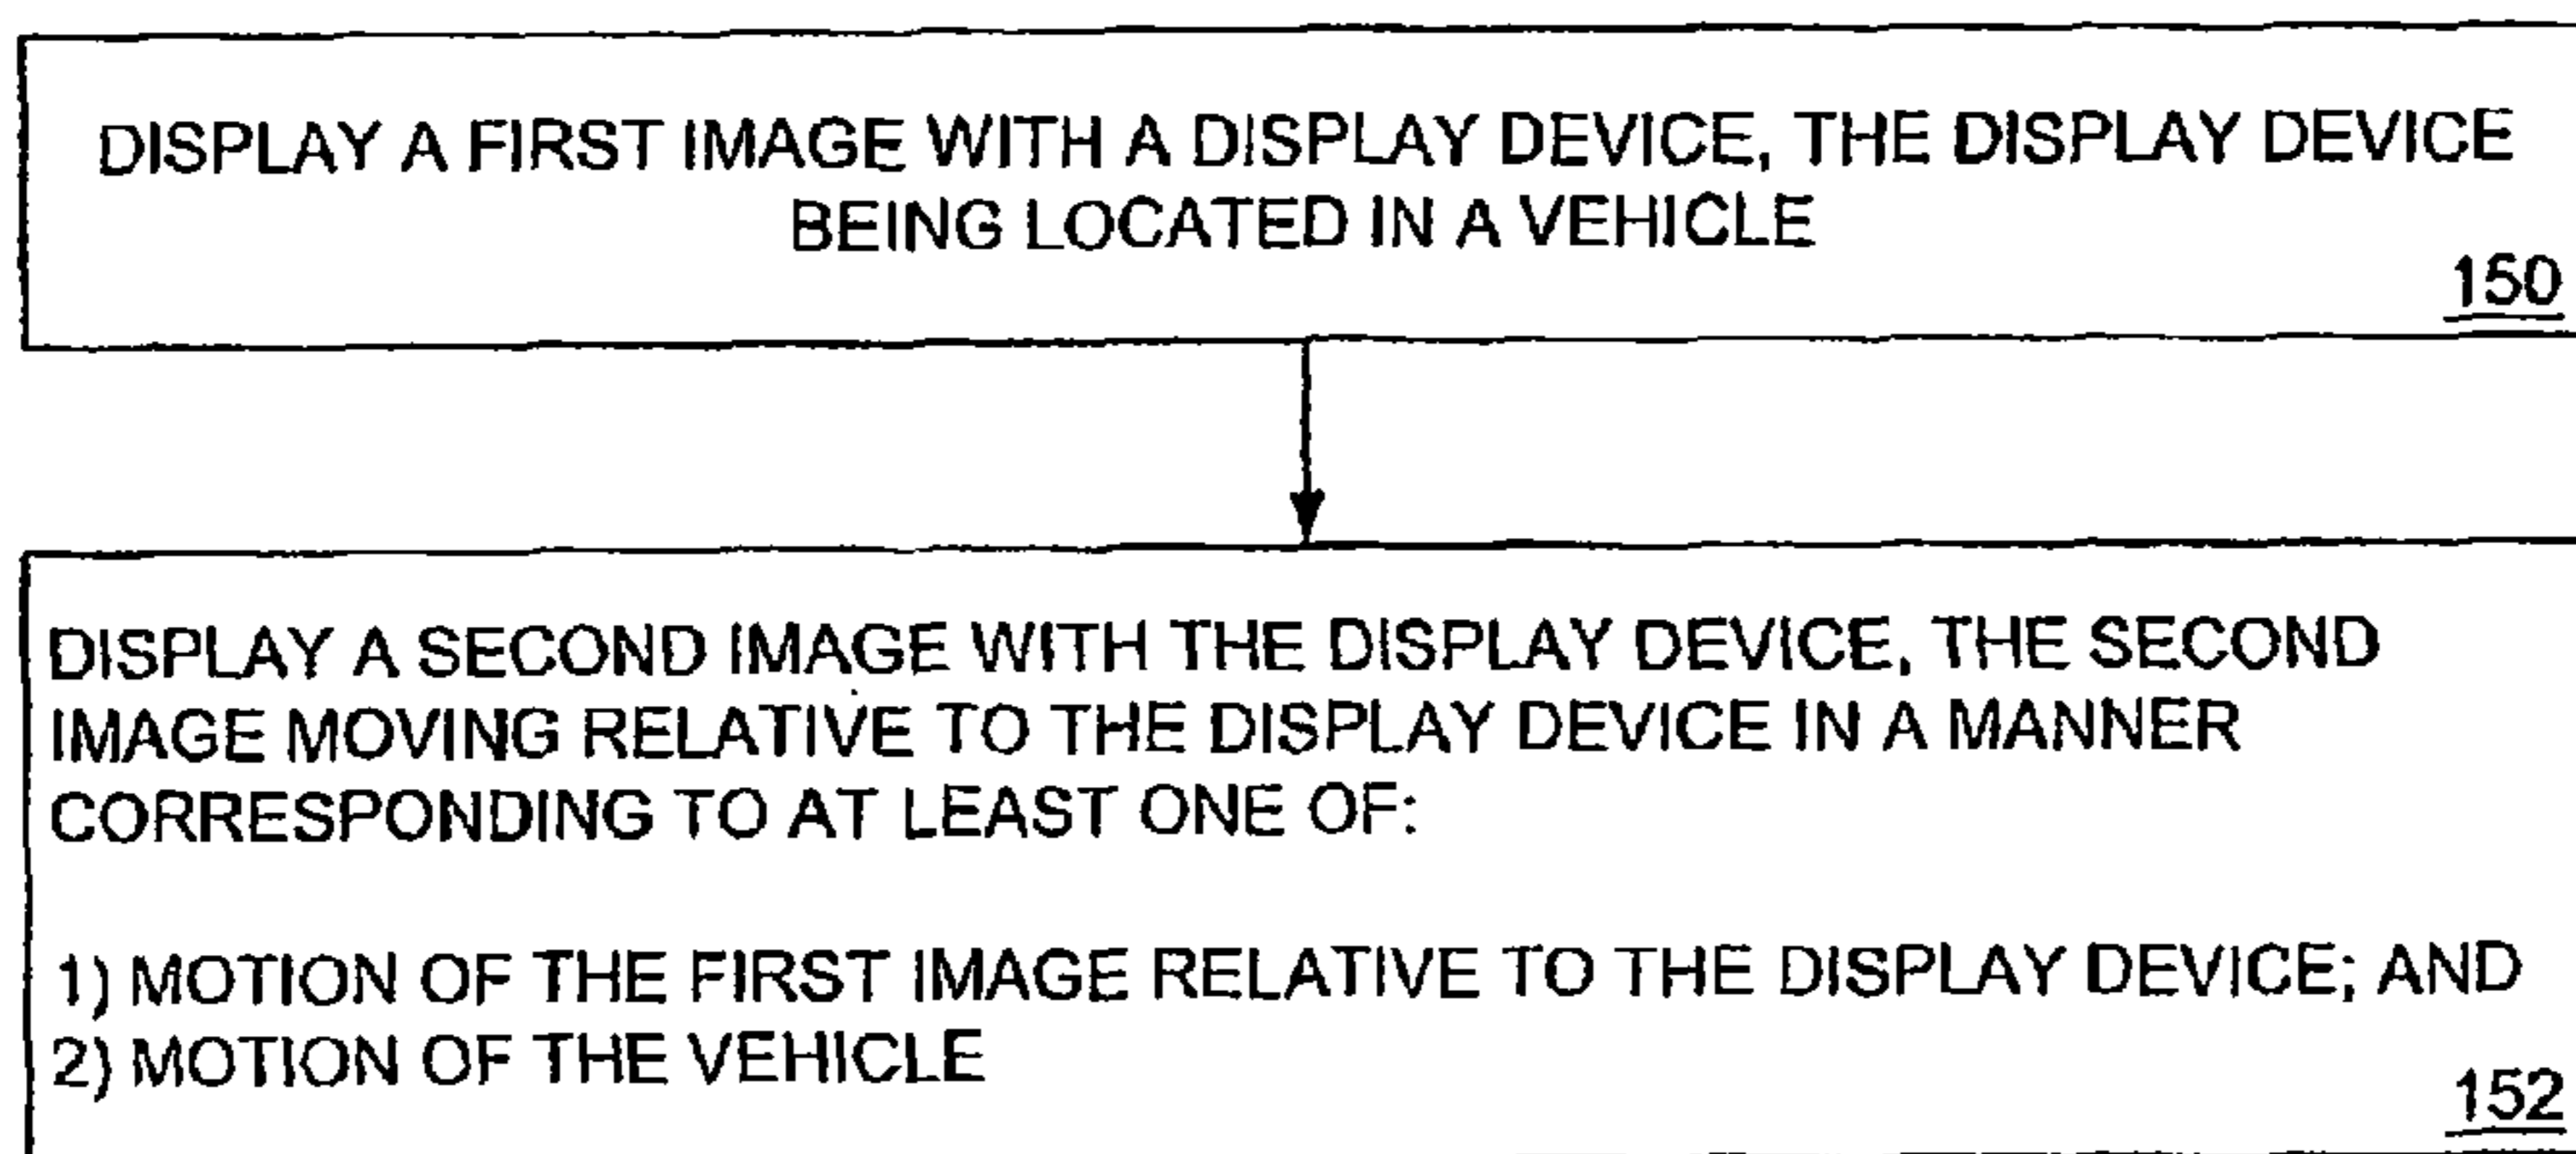 DISPLAY A FIRST IMAGE WITH A DISPLAY DEVICE, THE DISPLAY DEVICE
BEING LOCATED IN A VEHICLE
150
DISPLAY A SECOND IMAGE WITH THE DISPLAY DEVICE, THE SECOND
IMAGE MOVING RELATIVE TO THE DISPLAY DEVICE IN A MANNER
CORRESPONDING TO AT LEAST ONE OF:
1) MOTION OF THE FIRST IMAGE RELATIVE TO THE DISPLAY DEVICE; AND
2) MOTION OF THE VEHICLE
152